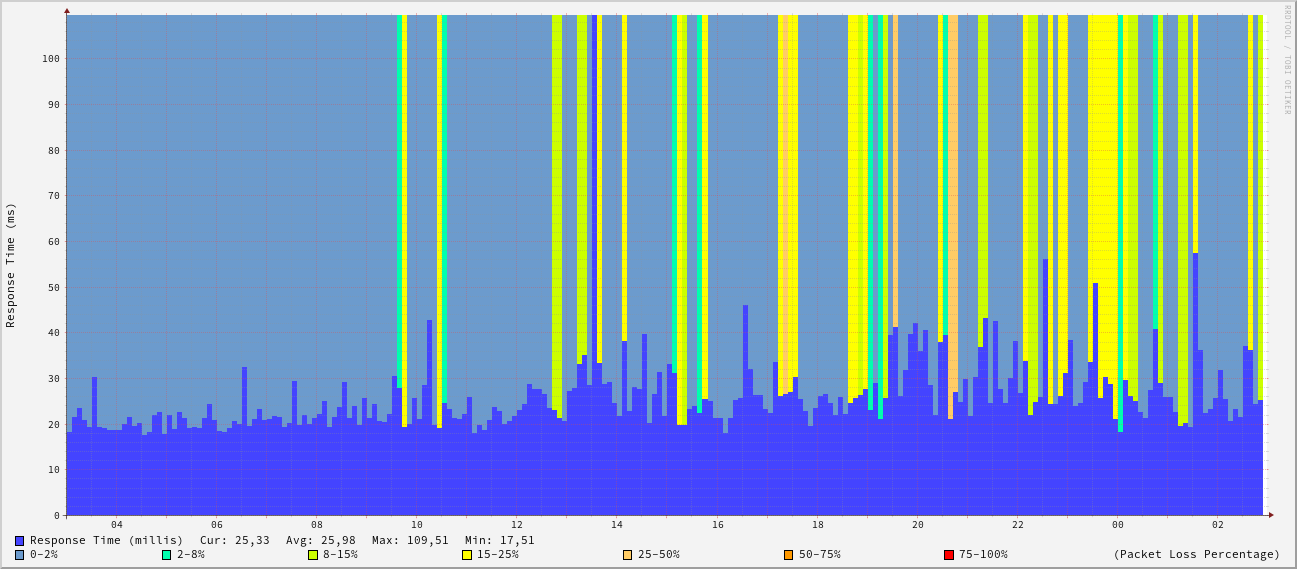 RRDTOOL / TOBI OETIKER
Response Time (ms)
100
90
80
70
60
50
40
30
20
10
0
04 06 08 10 12 14 16 18 20 22 00 02
Response Time (millis) Cur: 25,33 Avg: 25,98 Max: 109,51 Min: 17,51
0-2% 2-8% 8-15% 15-25% 25-50% 50-75% 75-100% (Packet Loss Percentage)